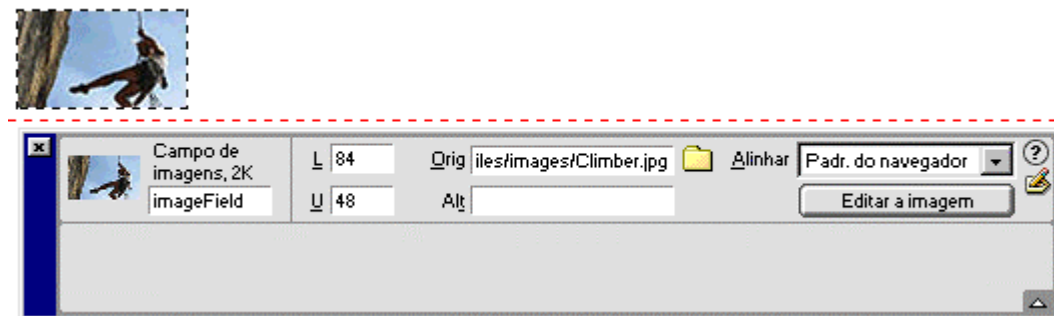 Campo de
imagens, 2K
imageField
L 84
U 48
Orig iles/images/Climber.jpg
Alt
Alinhar Padr. do navegador
Editar a imagem